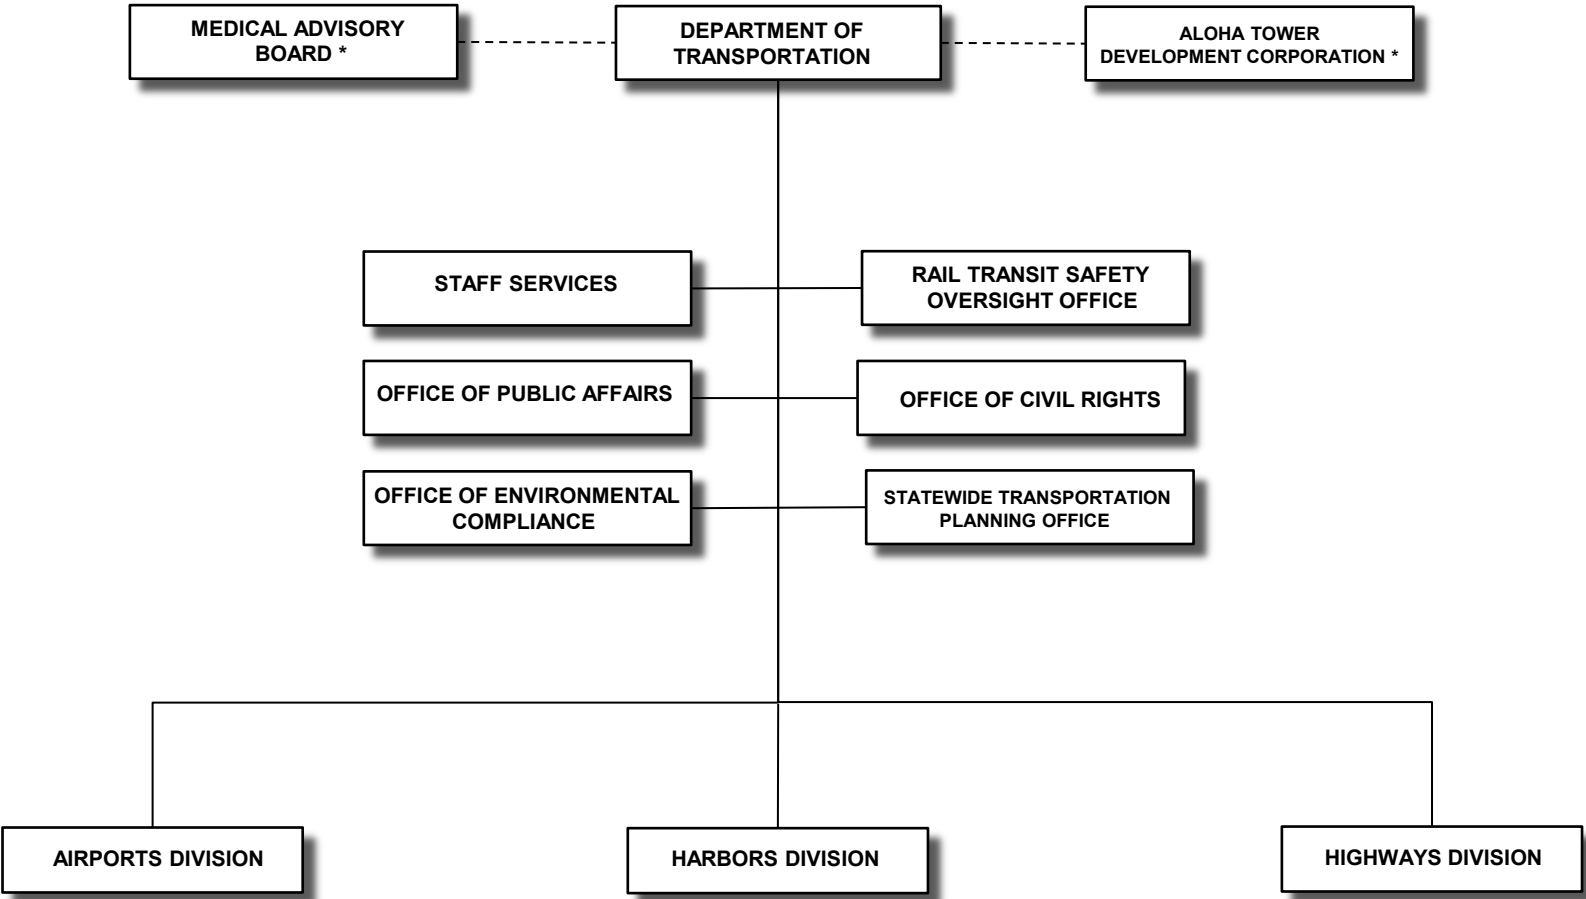 MEDICAL ADVISORY
BOARD *
DEPARTMENT OF
TRANSPORTATION
ALOHA TOWER
DEVELOPMENT CORPORATION *
STAFF SERVICES
RAIL TRANSIT SAFETY
OVERSIGHT OFFICE
OFFICE OF PUBLIC AFFAIRS
OFFICE OF CIVIL RIGHTS
OFFICE OF ENVIRONMENTAL
COMPLIANCE
STATEWIDE TRANSPORTATION
PLANNING OFFICE
AIRPORTS DIVISION
HARBORS DIVISION
HIGHWAYS DIVISION